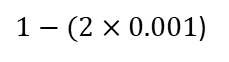 1 − (2 × 0.001)